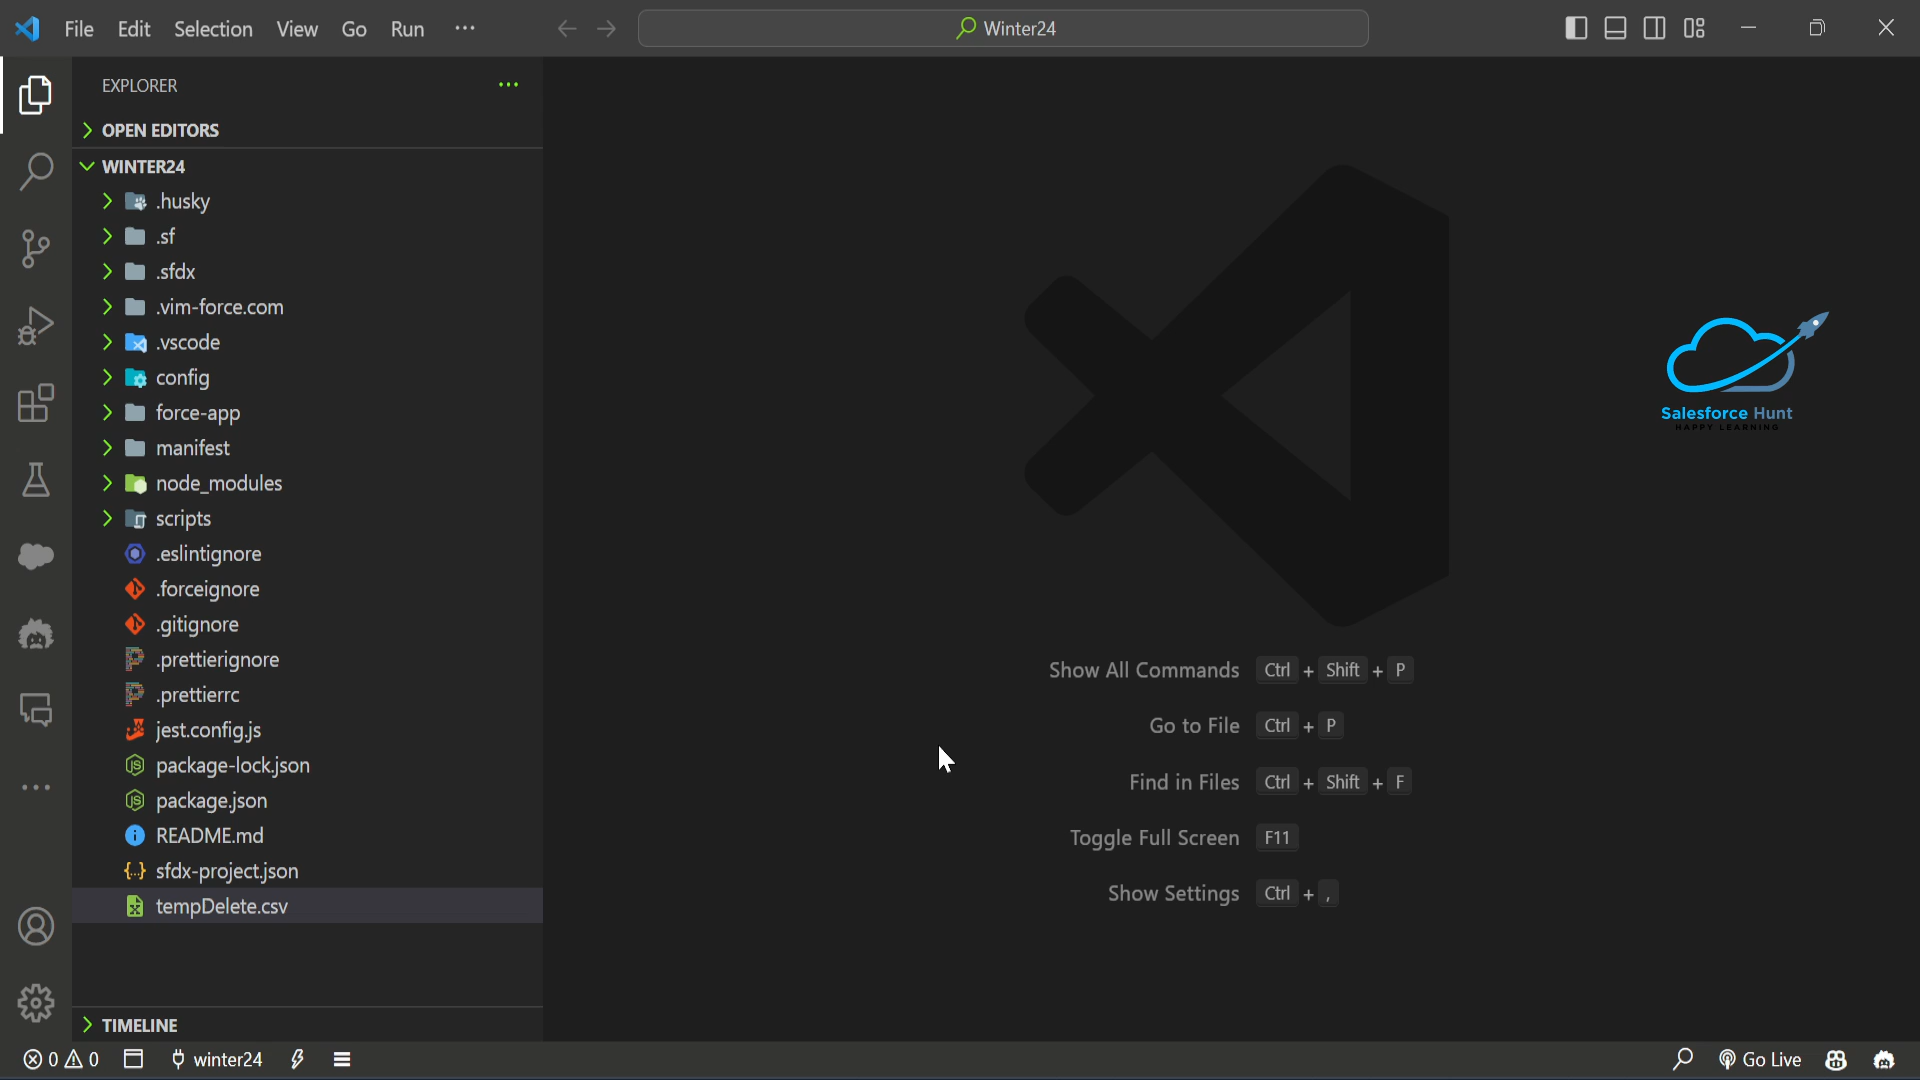 File Edit Selection View Go Run ...
Winter24
EXPLORER
OPEN EDITORS
WINTER24
.husky
.sf
.sfdx
.vim-force.com
.vscode
config
force-app
manifest
node_modules
scripts
.eslintignore
.forceignore
.gitignore
.prettierignore
.prettierrc
jest.config.js
package-lock.json
package.json
README.md
sfdx-project.json
tempDelete.csv
TIMELINE
Show All Commands Ctrl + Shift + P
Go to File Ctrl + P
Find in Files Ctrl + Shift + F
Toggle Full Screen F11
Show Settings Ctrl + ,
Salesforce Hunt
HAPPY LEARNING
0 0 winter24 Go Live